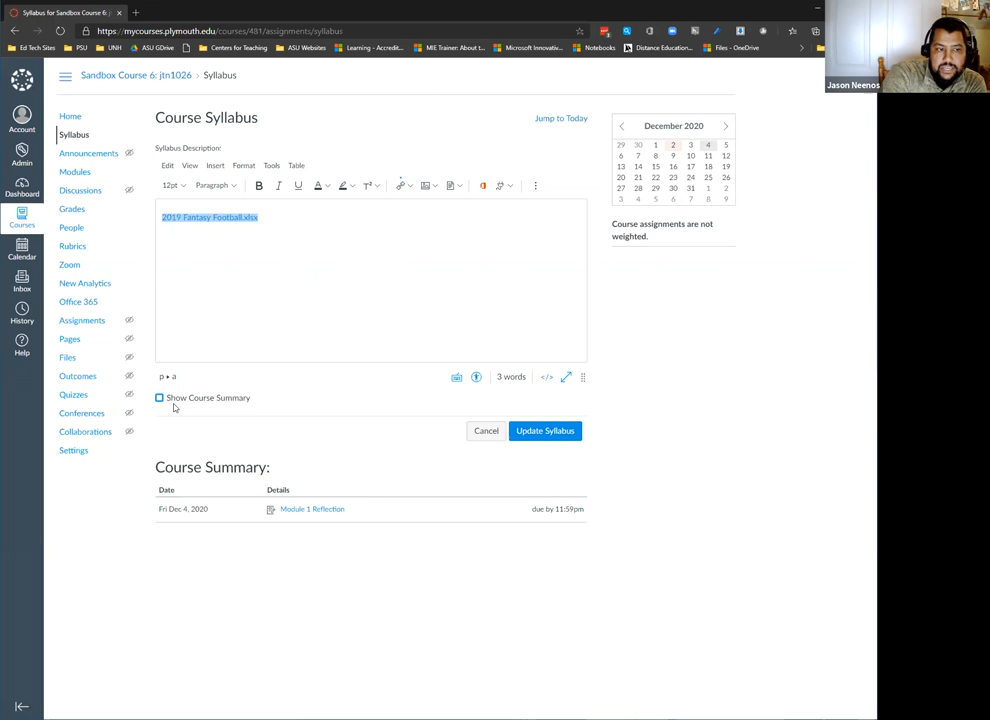 Syllabus for Sandbox Course 6: j
https://mycourses.plymouth.edu/courses/481/assignments/syllabus
Ed Tech Sites
PSU
UNH
ASU GDrive
Centers for Teaching
ASU Websites
Learning - Accredit...
MIE Trainer: About t...
Microsoft Innovativ...
Notebooks
Distance Education...
Files - OneDrive
Jason Neenos
Account
Admin
Dashboard
Courses
Calendar
Inbox
History
Help
Sandbox Course 6: jtn1026 > Syllabus
Home
Syllabus
Announcements
Modules
Discussions
Grades
People
Rubrics
Zoom
New Analytics
Office 365
Assignments
Pages
Files
Outcomes
Quizzes
Conferences
Collaborations
Settings
Course Syllabus
Jump to Today
Syllabus Description:
Edit View Insert Format Tools Table
12pt Paragraph B I U A T²
2019 Fantasy Football.xlsx
p ▸ a
3 words
</>
Show Course Summary
Cancel
Update Syllabus
Course Summary:
Date Details
Fri Dec 4, 2020 Module 1 Reflection due by 11:59pm
December 2020
29 30 1 2 3 4 5
6 7 8 9 10 11 12
13 14 15 16 17 18 19
20 21 22 23 24 25 26
27 28 29 30 31 1 2
3 4 5 6 7 8 9
Course assignments are not
weighted.